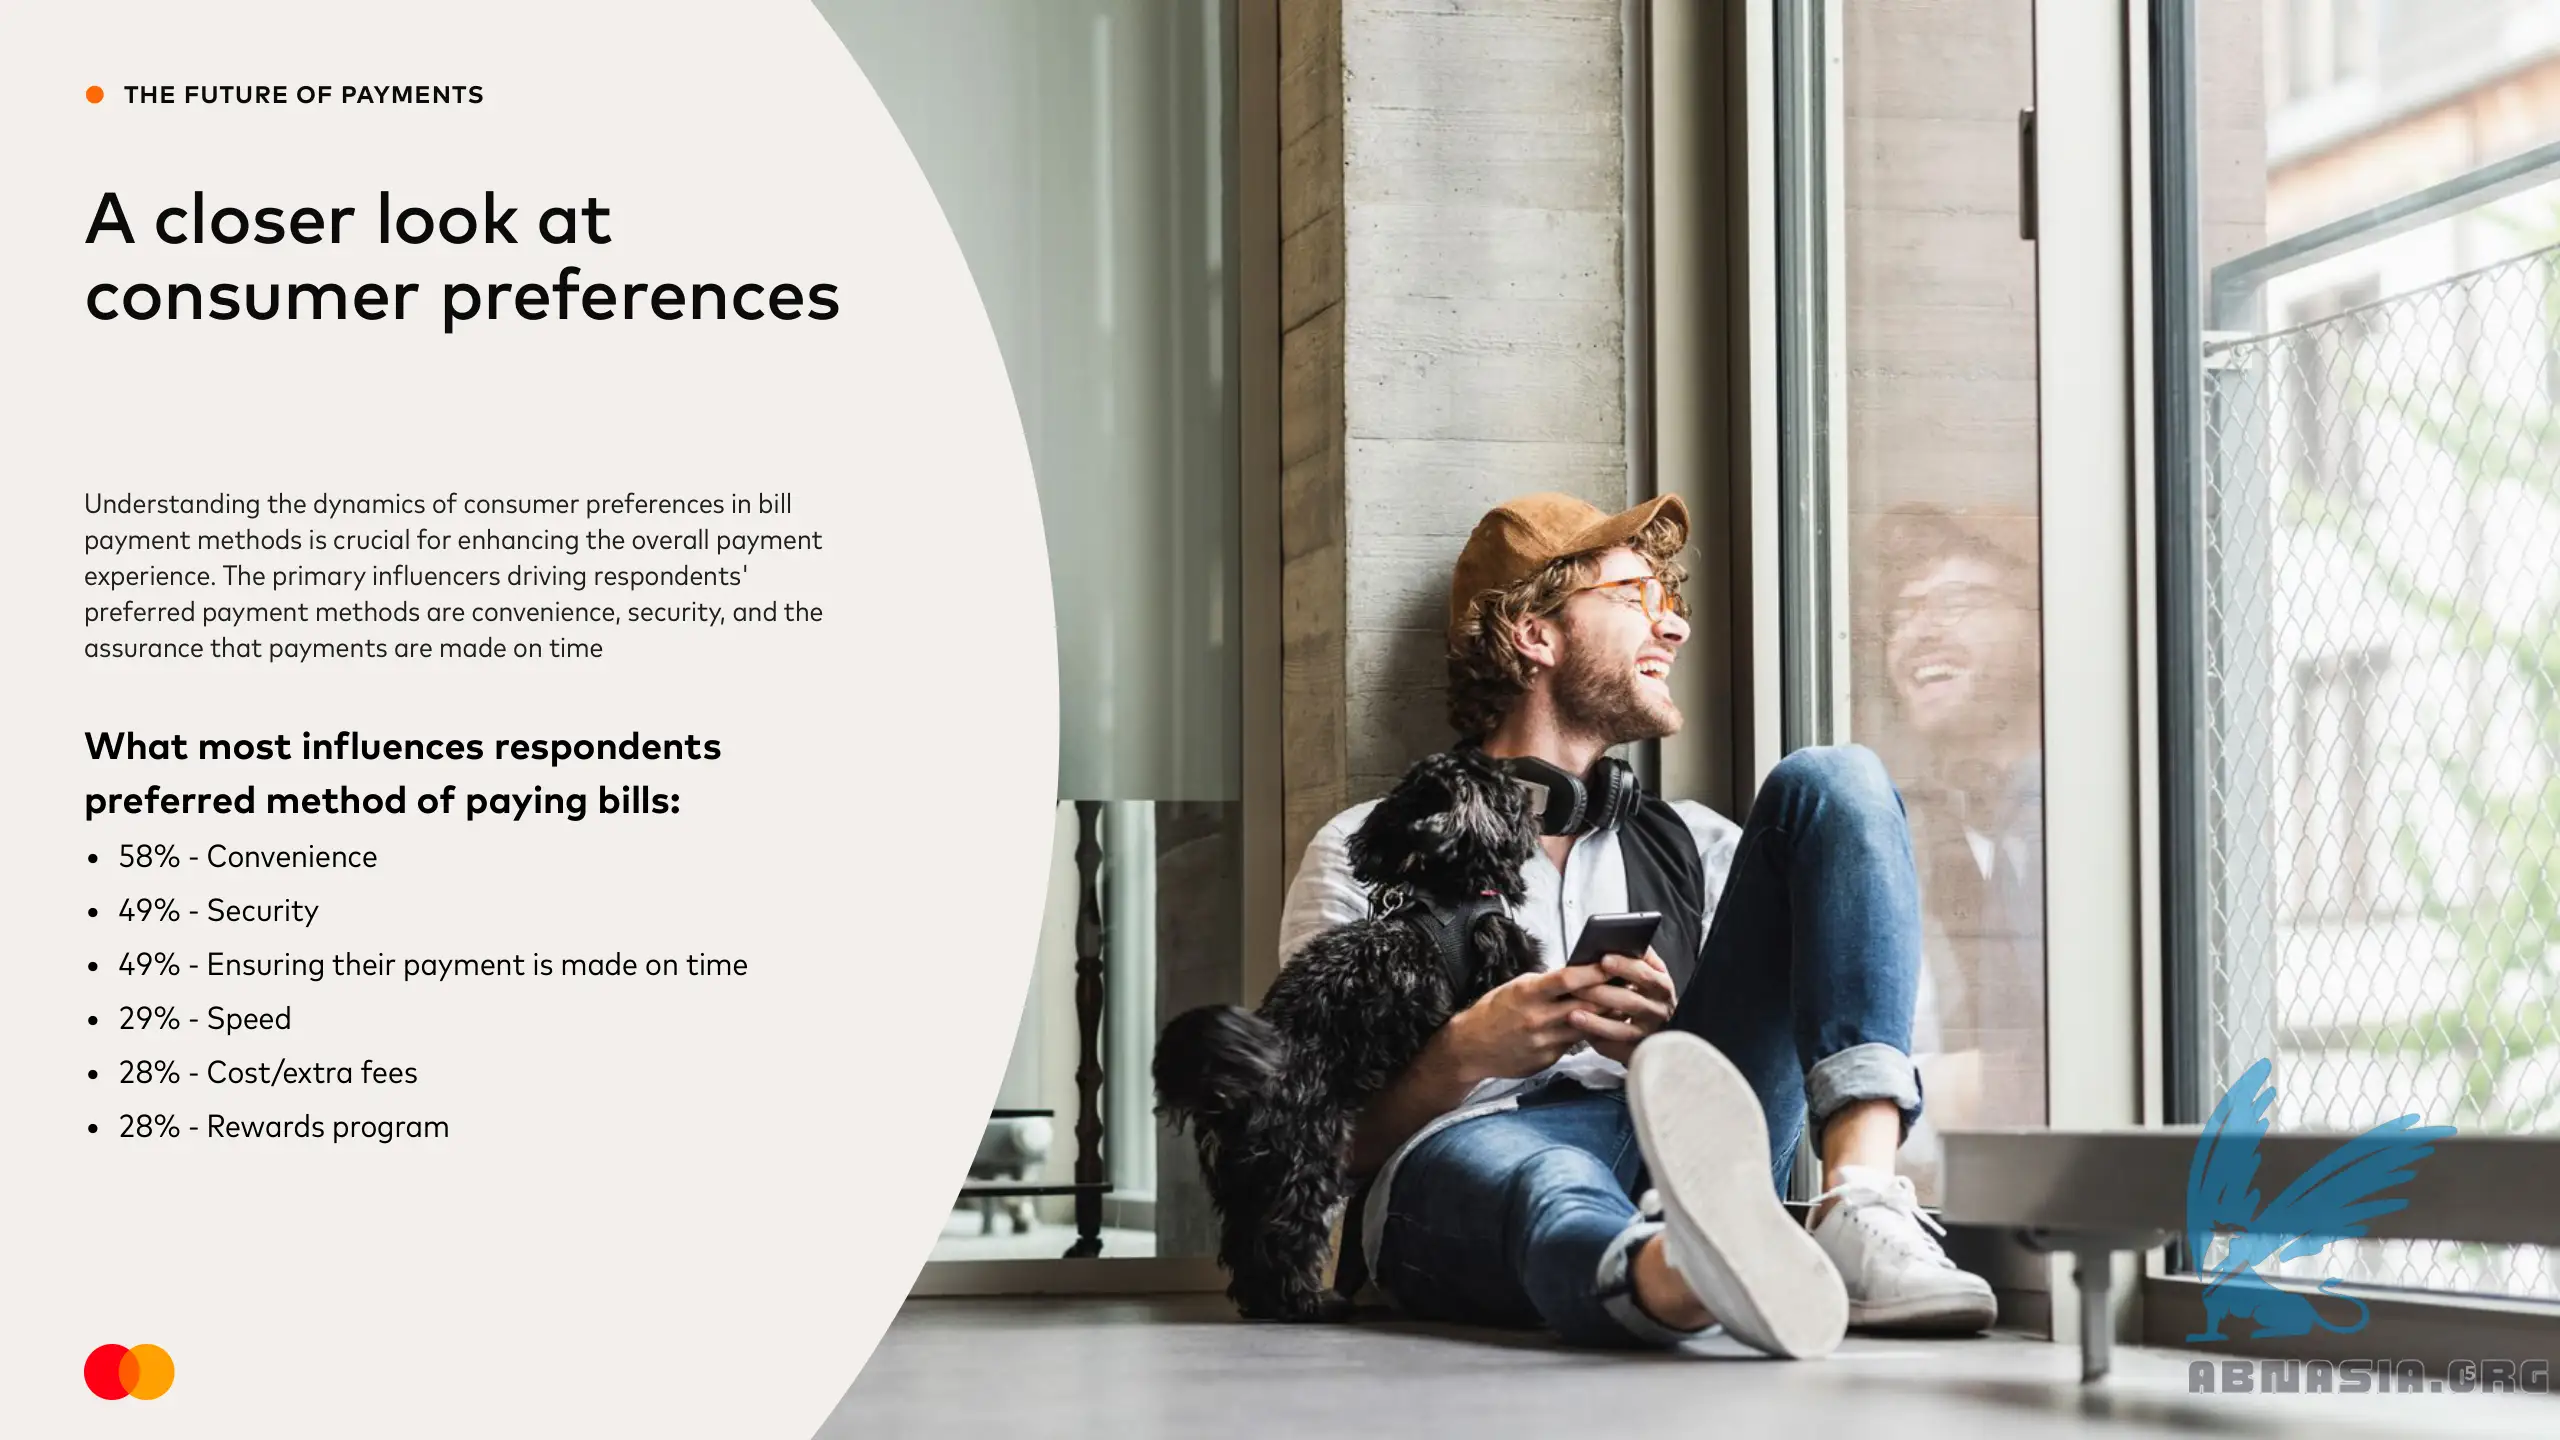 THE FUTURE OF PAYMENTS
A closer look at
consumer preferences
Understanding the dynamics of consumer preferences in bill
payment methods is crucial for enhancing the overall payment
experience. The primary influencers driving respondents'
preferred payment methods are convenience, security, and the
assurance that payments are made on time
What most influences respondents
preferred method of paying bills:
• 58% - Convenience
• 49% - Security
• 49% - Ensuring their payment is made on time
• 29% - Speed
• 28% - Cost/extra fees
• 28% - Rewards program
ABNASIA.ORG
5